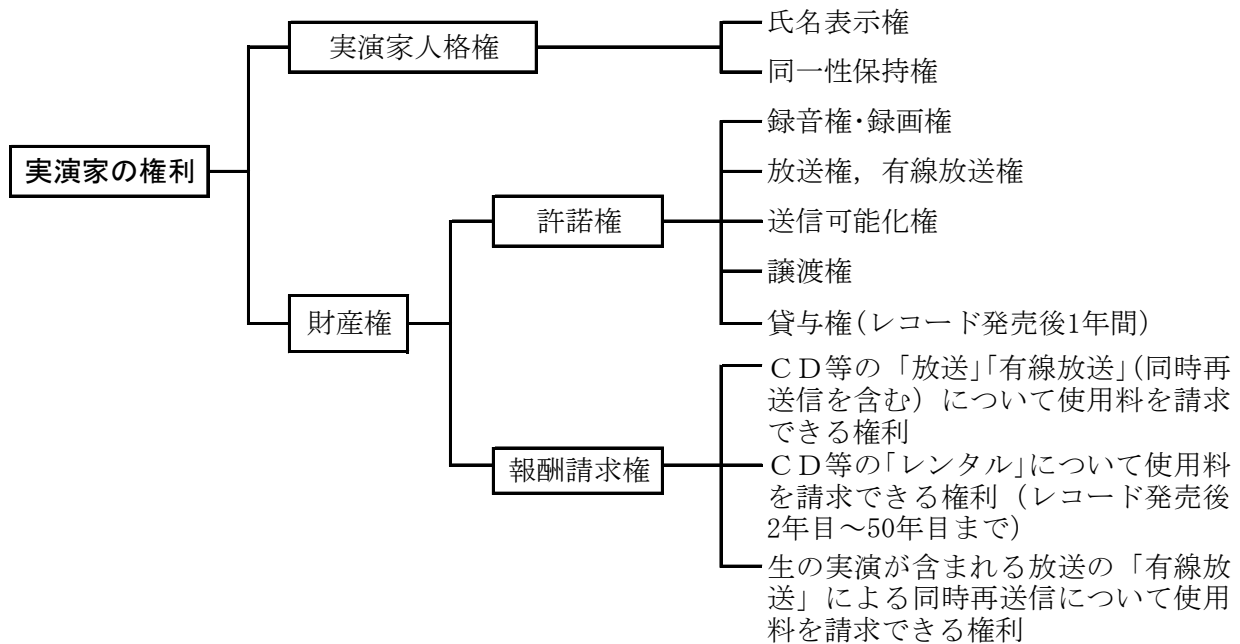 実演家の権利
実演家人格権
氏名表示権
同一性保持権
財産権
許諾権
録音権・録画権
放送権，有線放送権
送信可能化権
譲渡権
貸与権（レコード発売後1年間）
報酬請求権
ＣＤ等の「放送」「有線放送」（同時再
送信を含む）について使用料を請求
できる権利
ＣＤ等の「レンタル」について使用料
を請求できる権利（レコード発売後
2年目～50年目まで）
生の実演が含まれる放送の「有線放
送」による同時再送信について使用
料を請求できる権利